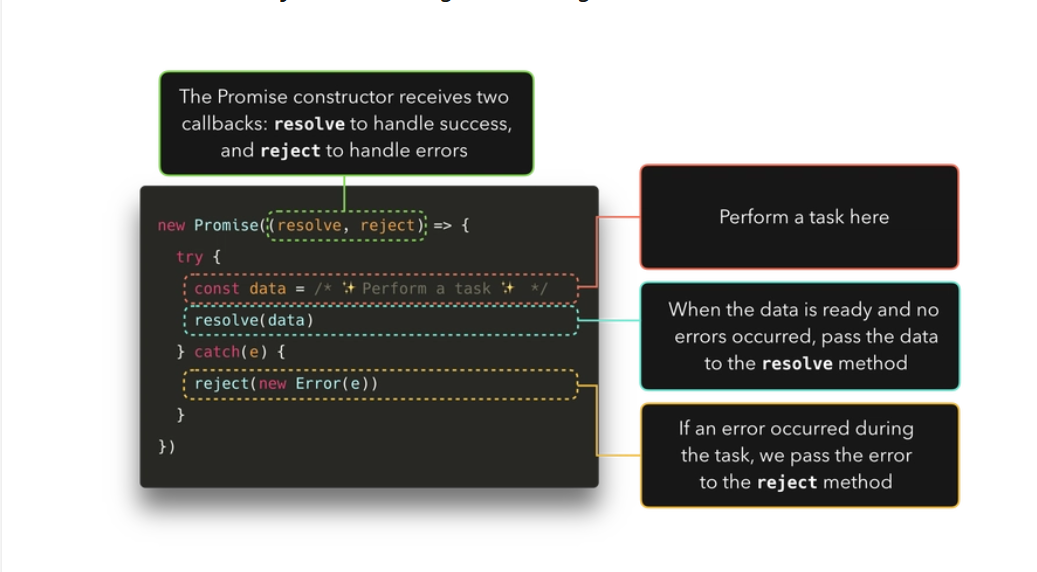 The Promise constructor receives two
callbacks: resolve to handle success,
and reject to handle errors
new Promise((resolve, reject) => {
try {
const data = /* ✨ Perform a task ✨ */
resolve(data)
} catch(e) {
reject(new Error(e))
}
})
Perform a task here
When the data is ready and no
errors occurred, pass the data
to the resolve method
If an error occurred during
the task, we pass the error
to the reject method